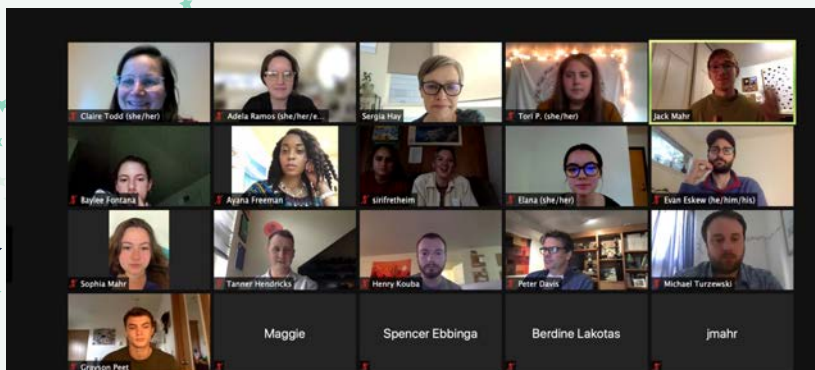 Claire Todd (she/her)
Adela Ramos (she/her/e...
Sergia Hay
Tori P. (she/her)
Jack Mahr
Baylee Fontana
Ayana Freeman
sirifretheim
Elana (she/her)
Evan Eskew (he/him/his)
Sophia Mahr
Tanner Hendricks
Henry Kouba
Peter Davis
Michael Turzewski
Grayson Peet
Maggie
Spencer Ebbinga
Berdine Lakotas
jmahr